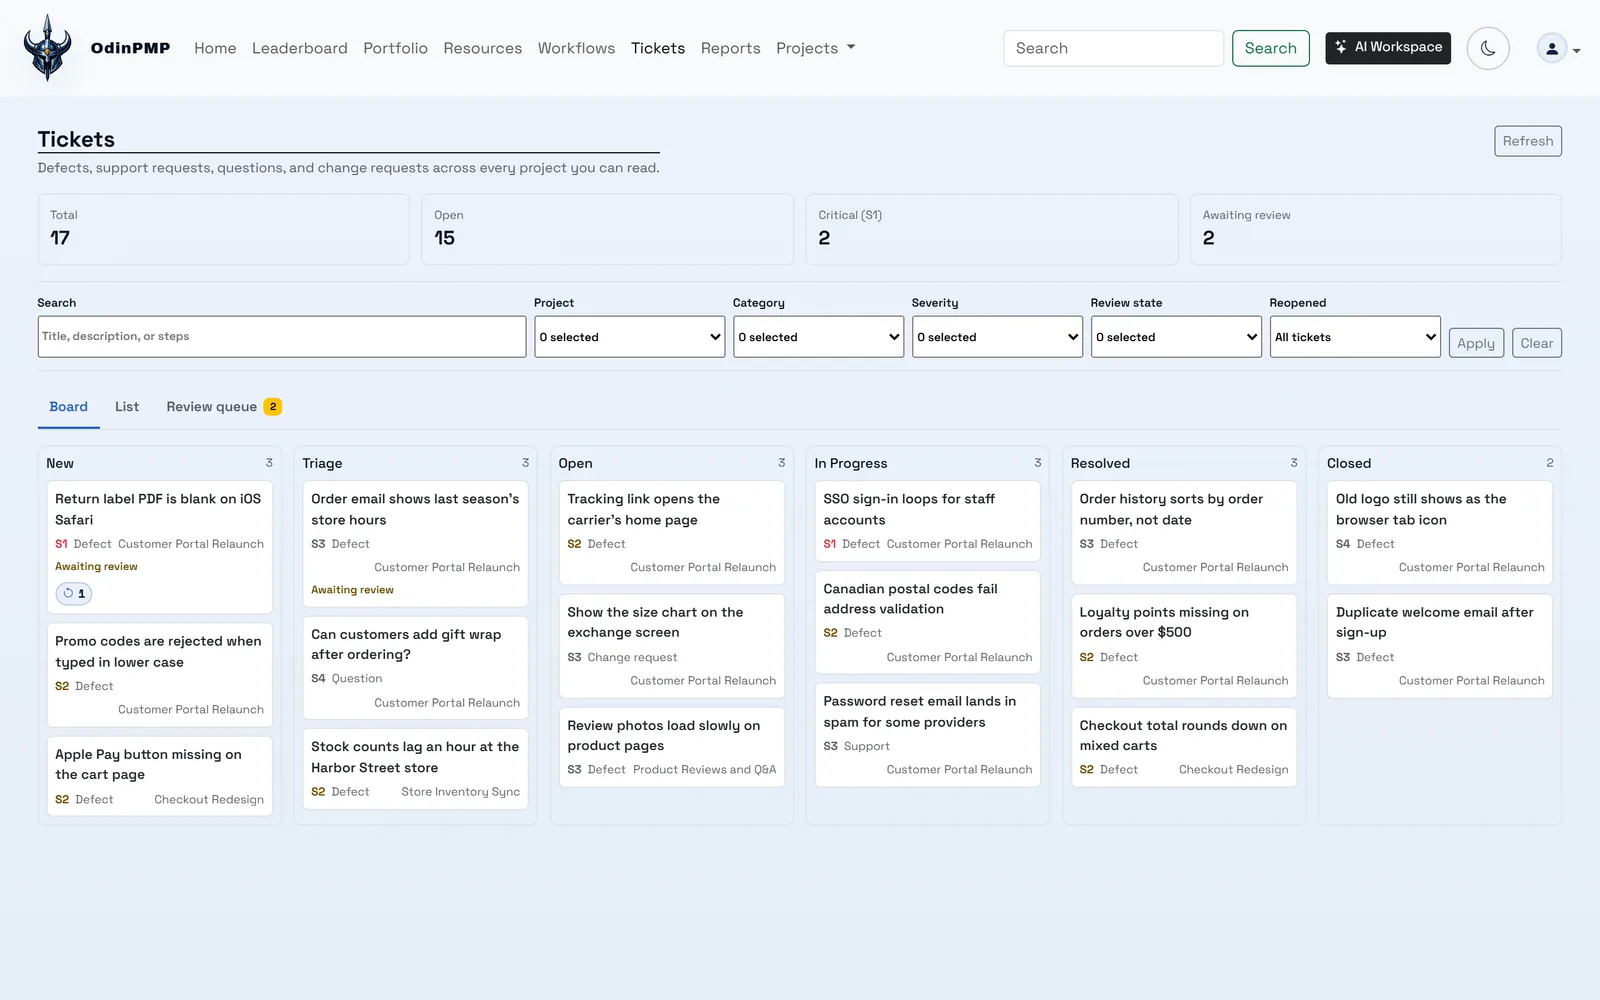 OdinPMP
Home Leaderboard Portfolio Resources Workflows Tickets Reports Projects
Search Search AI Workspace
Tickets
Refresh
Defects, support requests, questions, and change requests across every project you can read.
Total
17
Open
15
Critical (S1)
2
Awaiting review
2
Search
Title, description, or steps
Project
0 selected
Category
0 selected
Severity
0 selected
Review state
0 selected
Reopened
All tickets
Apply
Clear
Board List Review queue 2
New 3
Return label PDF is blank on iOS
Safari
S1 Defect Customer Portal Relaunch
Awaiting review
1
Promo codes are rejected when
typed in lower case
S2 Defect
Customer Portal Relaunch
Apple Pay button missing on
the cart page
S2 Defect Checkout Redesign
Triage 3
Order email shows last season's
store hours
S3 Defect
Customer Portal Relaunch
Awaiting review
Can customers add gift wrap
after ordering?
S4 Question
Customer Portal Relaunch
Stock counts lag an hour at the
Harbor Street store
S2 Defect Store Inventory Sync
Open 3
Tracking link opens the
carrier's home page
S2 Defect
Customer Portal Relaunch
Show the size chart on the
exchange screen
S3 Change request
Customer Portal Relaunch
Review photos load slowly on
product pages
S3 Defect Product Reviews and Q&A
In Progress 3
SSO sign-in loops for staff
accounts
S1 Defect Customer Portal Relaunch
Canadian postal codes fail
address validation
S2 Defect
Customer Portal Relaunch
Password reset email lands in
spam for some providers
S3 Support
Customer Portal Relaunch
Resolved 3
Order history sorts by order
number, not date
S3 Defect
Customer Portal Relaunch
Loyalty points missing on
orders over $500
S2 Defect
Customer Portal Relaunch
Checkout total rounds down on
mixed carts
S2 Defect Checkout Redesign
Closed 2
Old logo still shows as the
browser tab icon
S4 Defect
Customer Portal Relaunch
Duplicate welcome email after
sign-up
S3 Defect
Customer Portal Relaunch